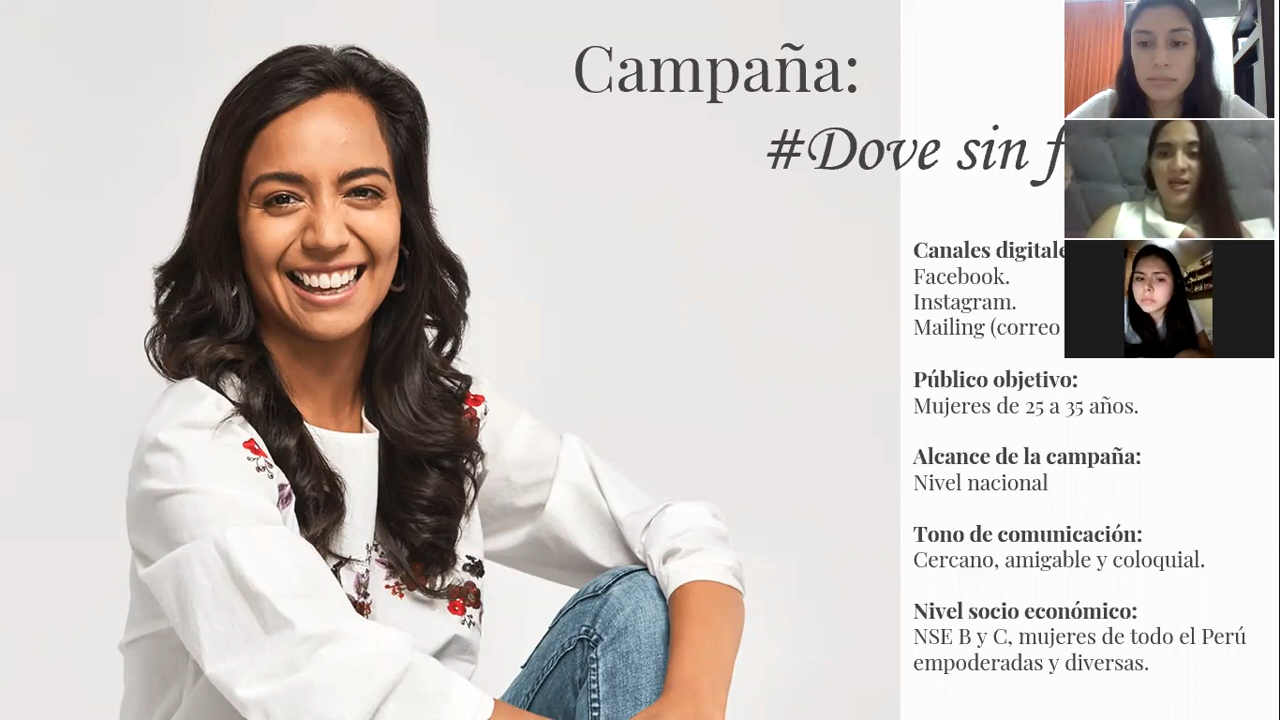 Campaña:
#Dove sin
Canales
Facebook.
Instagram.
Mailing (correo
Público objetivo:
Mujeres de 25 a 35 años.
Alcance de la campaña:
Nivel nacional
Tono de comunicación:
Cercano, amigable y coloquial.
Nivel socio económico:
NSE B y C, mujeres de todo el Perú
empoderadas y diversas.